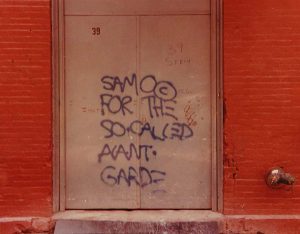 39
SAMO©
FOR THE
SO-CALLED
AVANT-
GARDE